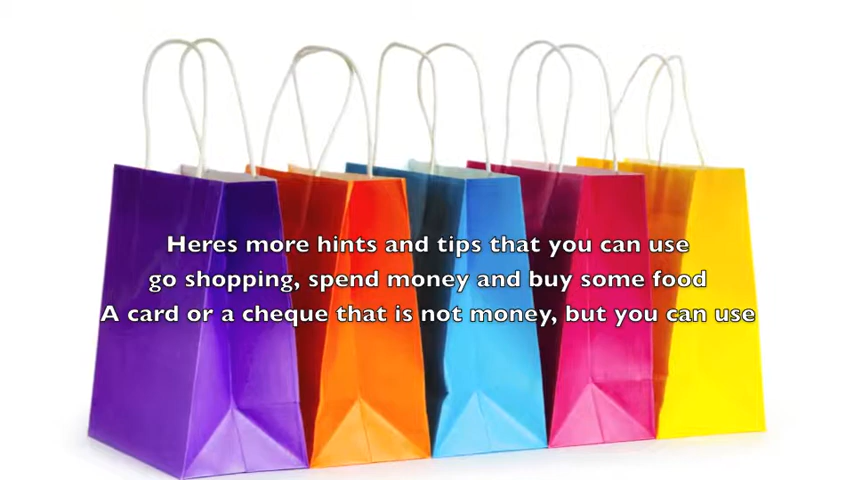 Heres more hints and tips that you can use
go shopping, spend money and buy some food
A card or a cheque that is not money, but you can use